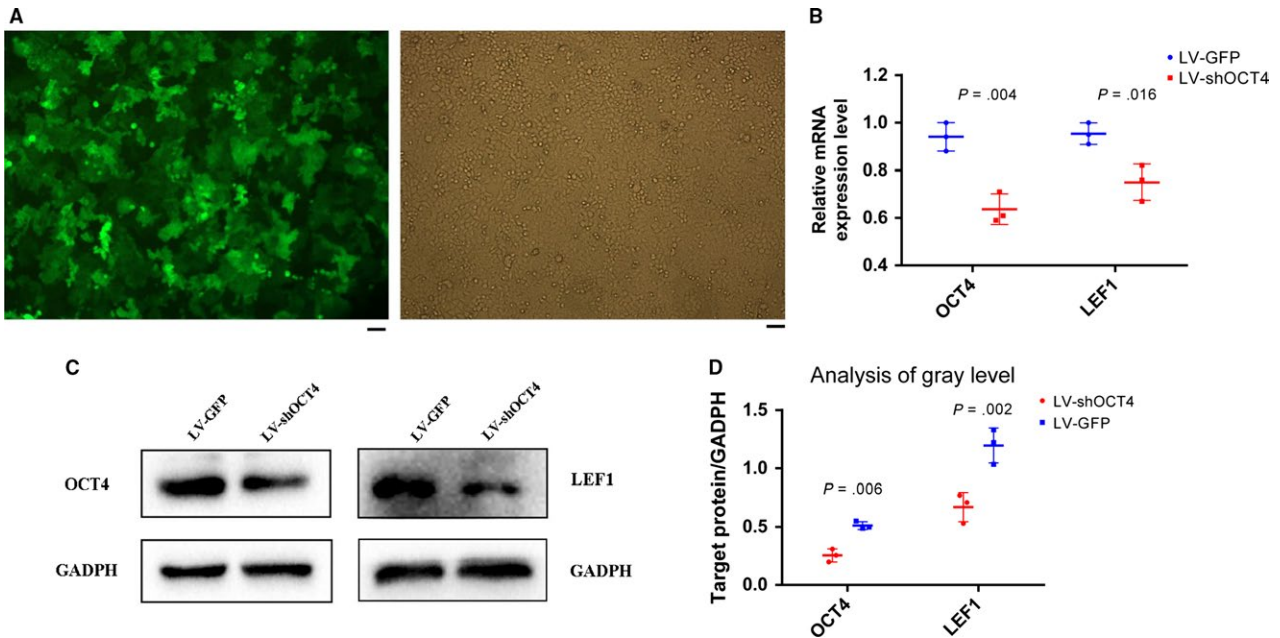 A
B
LV-GFP
LV-shOCT4
Relative mRNA
expression level
1.2
1.0
0.8
0.6
0.4
P = .004
P = .016
OCT4
LEF1
C
LV-GFP
LV-shOCT4
LV-GFP
LV-shOCT4
OCT4
LEF1
GADPH
GADPH
D
Analysis of gray level
LV-shOCT4
LV-GFP
Target protein/GADPH
1.5
1.0
0.5
0.0
P = .006
P = .002
OCT4
LEF1